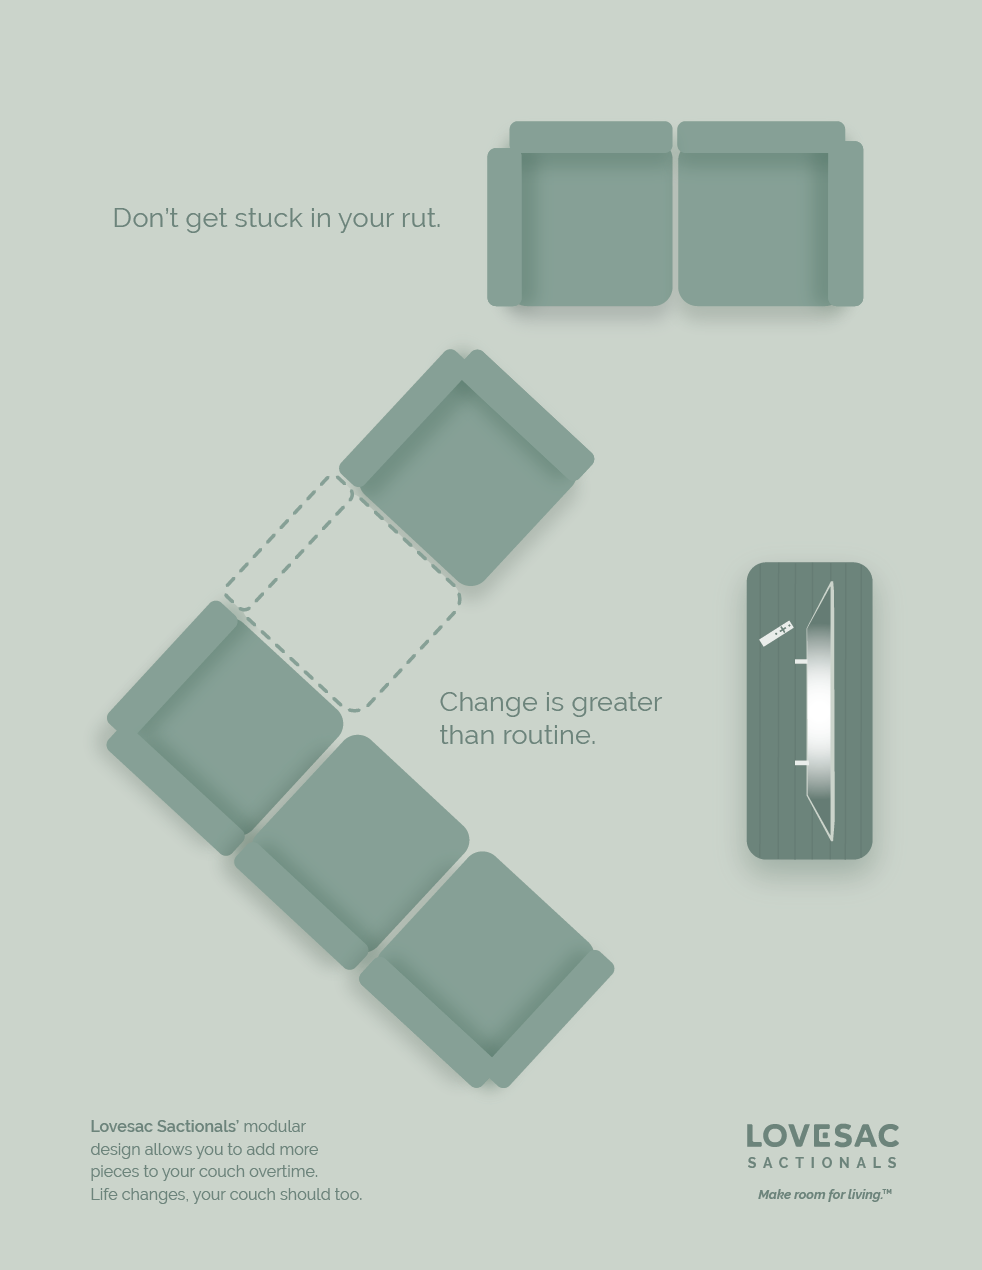 Don't get stuck in your rut.
Change is greater
than routine.
Lovesac Sactionals' modular
design allows you to add more
pieces to your couch overtime.
Life changes, your couch should too.
LOVESAC
SACTIONALS
Make room for living.™